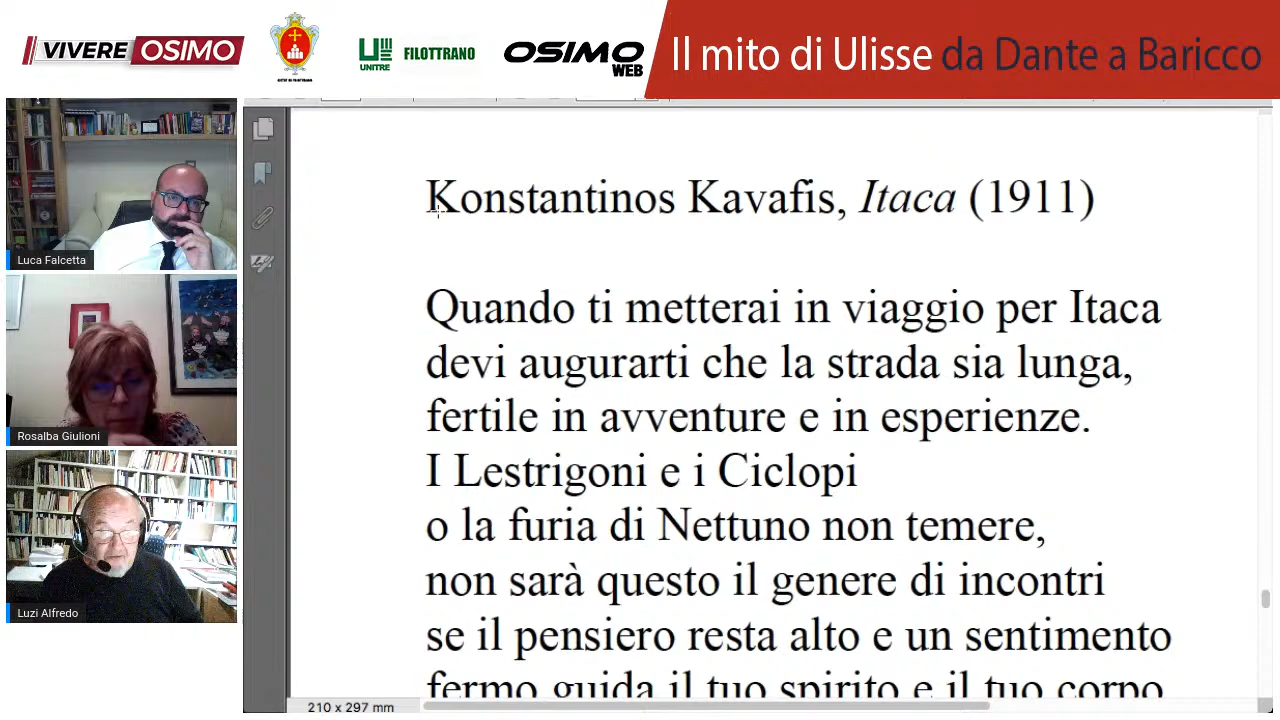 VIVERE OSIMO
UNITRE
FILOTTRANO
OSIMO
WEB
Il mito di Ulisse da Dante a Baricco
Luca Falcetta
Rosalba Giulioni
Luzi Alfredo
Konstantinos Kavafis, Itaca (1911)
Quando ti metterai in viaggio per Itaca
devi augurarti che la strada sia lunga,
fertile in avventure e in esperienze.
I Lestrigoni e i Ciclopi
o la furia di Nettuno non temere,
non sarà questo il genere di incontri
se il pensiero resta alto e un sentimento
fermo guida il tuo spirito e il tuo corpo
210 x 297 mm